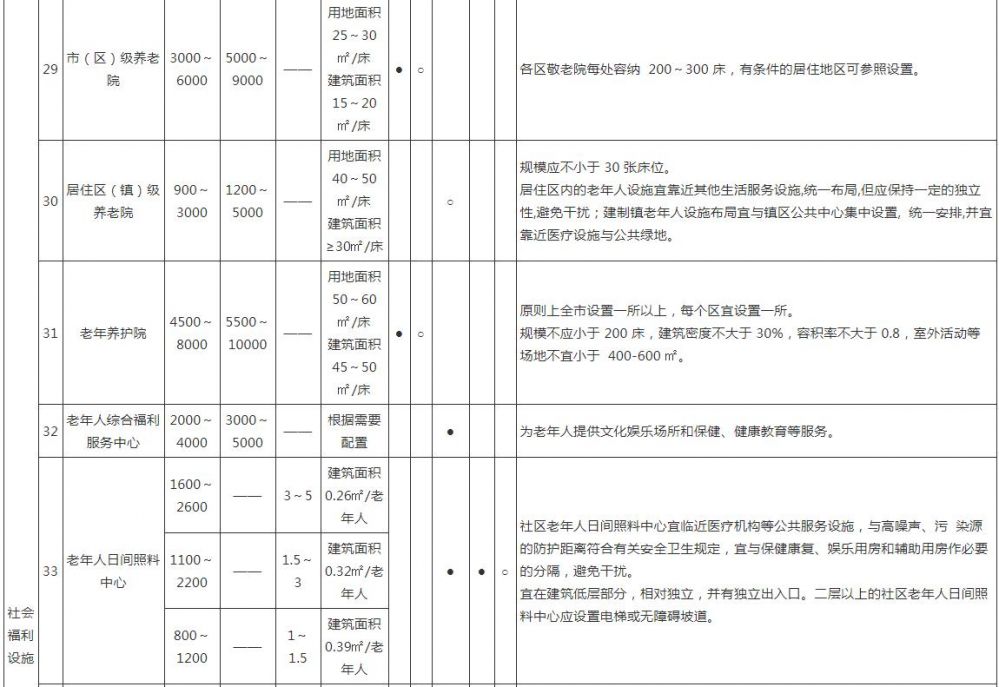 29
市（区）级养老
院
3000～
6000
5000～
9000
——
用地面积
25～30
㎡/床
建筑面积
15～20
㎡/床
●
○
各区敬老院每处容纳 200～300 床，有条件的居住地区可参照设置。
30
居住区（镇）级
养老院
900～
3000
1200～
5000
——
用地面积
40～50
㎡/床
建筑面积
≥30㎡/床
○
规模应不小于 30 张床位。
居住区内的老年人设施宜靠近其他生活服务设施,统一布局,但应保持一定的独立
性,避免干扰；建制镇老年人设施布局宜与镇区公共中心集中设置, 统一安排,并宜
靠近医疗设施与公共绿地。
31
老年养护院
4500～
8000
5500～
10000
——
用地面积
50～60
㎡/床
建筑面积
45～50
㎡/床
●
○
原则上全市设置一所以上，每个区宜设置一所。
规模不应小于 200 床，建筑密度不大于 30%，容积率不大于 0.8，室外活动等
场地不宜小于 400-600 ㎡。
32
老年人综合福利
服务中心
2000～
4000
3000～
5000
——
根据需要
配置
●
为老年人提供文化娱乐场所和保健、健康教育等服务。
社会
福利
设施
33
老年人日间照料
中心
1600～
2600
——
3～5
建筑面积
0.26㎡/老
年人
1100～
2200
——
1.5～
3
建筑面积
0.32㎡/老
年人
800～
1200
——
1～
1.5
建筑面积
0.39㎡/老
年人
●
●
○
社区老年人日间照料中心宜临近医疗机构等公共服务设施，与高噪声、污 染源
的防护距离符合有关安全卫生规定，宜与保健康复、娱乐用房和辅助用房作必要
的分隔，避免干扰。
宜在建筑低层部分，相对独立，并有独立出入口。二层以上的社区老年人日间照
料中心应设置电梯或无障碍坡道。